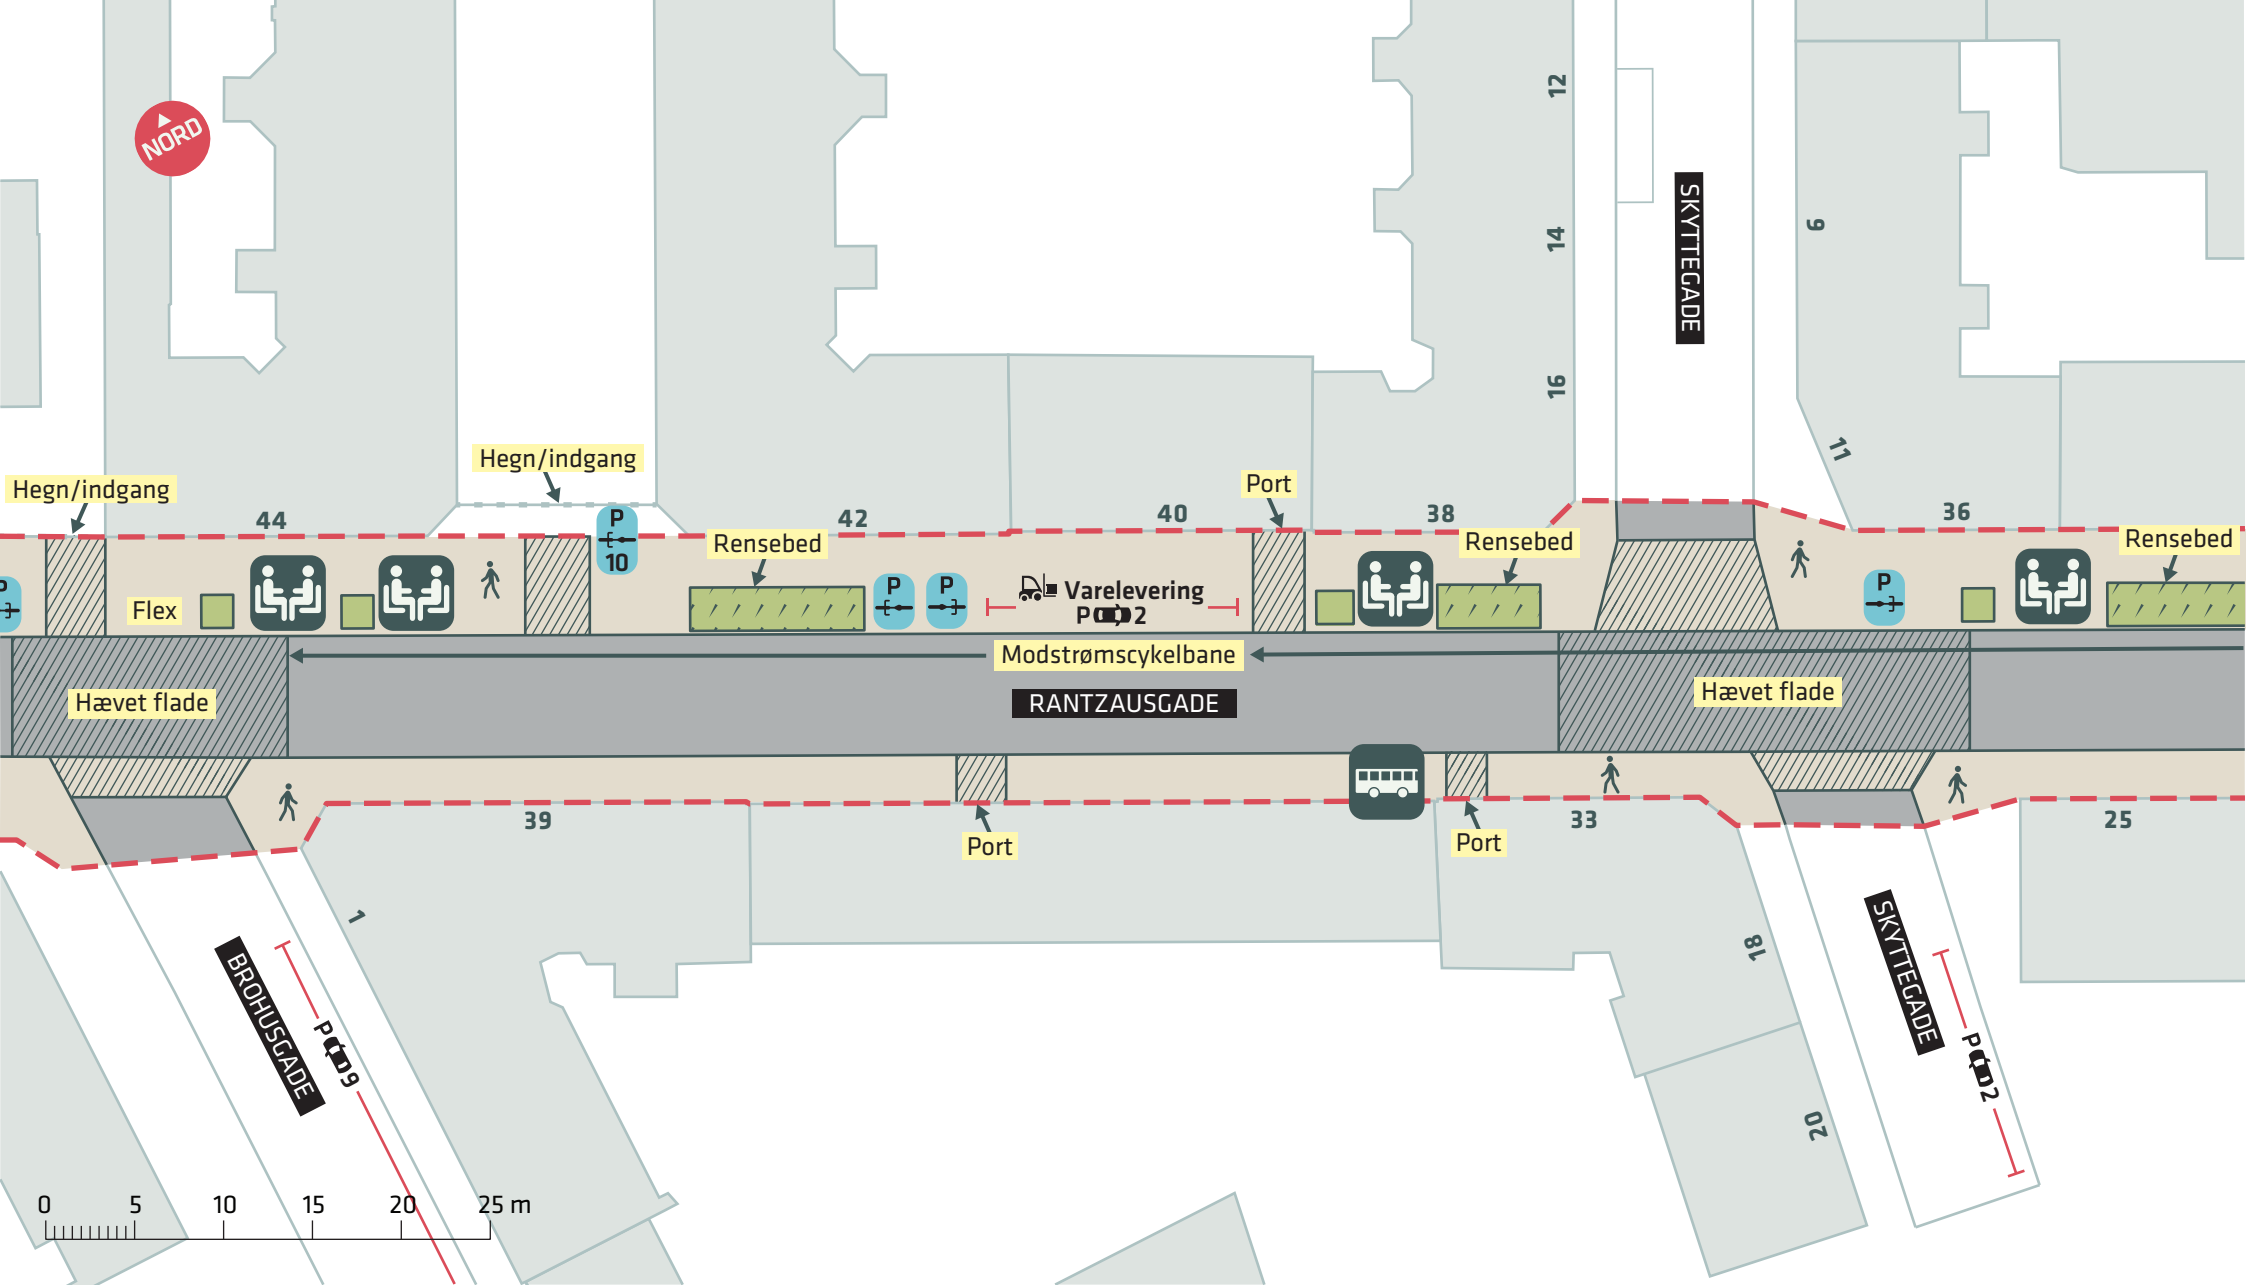 12
NORD
SKYTTEGADE
6
14
16
11
Hegn/indgang
Hegn/indgang
Port
44
42
40
38
36
P
10
Rensebed
Rensebed
Rensebed
P
Flex
P
P
Varelevering
P 2
P
Modstrømscykelbane
Hævet flade
RANTZAUSGADE
Hævet flade
39
Port
Port
33
25
1
BROHUSGADE
P 9
18
SKYTTEGADE
P 2
20
0 5 10 15 20 25 m